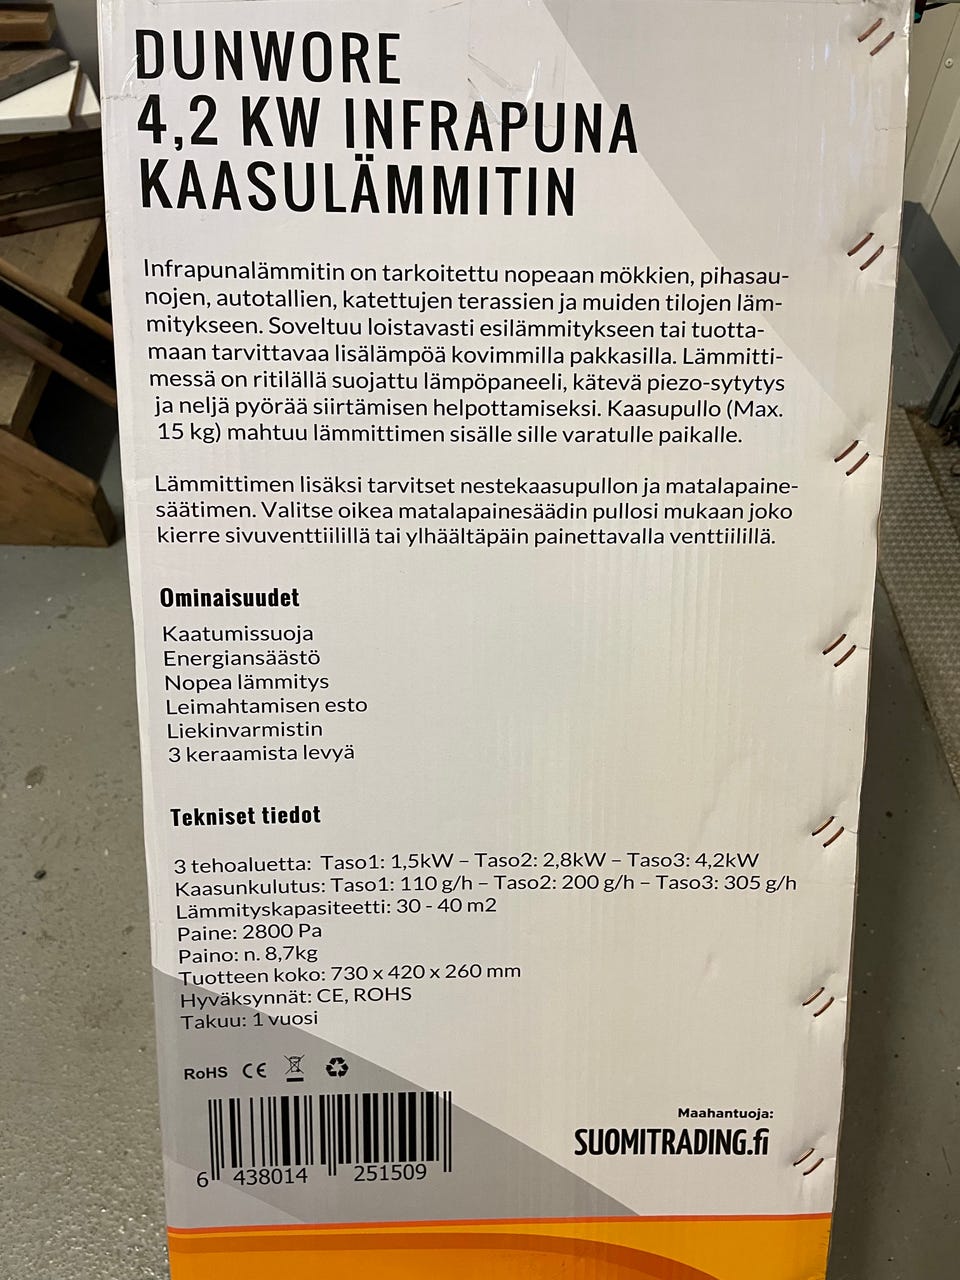 DUNWORE
4,2 KW INFRAPUNA
KAASULÄMMITIN
Infrapunalämmitin on tarkoitettu nopeaan mökkien, pihasau-
nojen, autotallien, katettujen terassien ja muiden tilojen läm-
mitykseen. Soveltuu loistavasti esilämmitykseen tai tuotta-
maan tarvittavaa lisälämpöä kovimmilla pakkasilla. Lämmitti-
messä on ritilällä suojattu lämpöpaneeli, kätevä piezo-sytytys
ja neljä pyörää siirtämisen helpottamiseksi. Kaasupullo (Max.
15 kg) mahtuu lämmittimen sisälle sille varatulle paikalle.
Lämmittimen lisäksi tarvitset nestekaasupullon ja matalapaine-
säätimen. Valitse oikea matalapainesäädin pullosi mukaan joko
kierre sivuventtiilillä tai ylhäältäpäin painettavalla venttiilillä.
Ominaisuudet
Kaatumissuoja
Energiansäästö
Nopea lämmitys
Leimahtamisen esto
Liekinvarmistin
3 keraamista levyä
Tekniset tiedot
3 tehoaluetta: Taso1: 1,5kW – Taso2: 2,8kW – Taso3: 4,2kW
Kaasunkulutus: Taso1: 110 g/h – Taso2: 200 g/h – Taso3: 305 g/h
Lämmityskapasiteetti: 30 - 40 m2
Paine: 2800 Pa
Paino: n. 8,7kg
Tuotteen koko: 730 x 420 x 260 mm
Hyväksynnät: CE, ROHS
Takuu: 1 vuosi
RoHS CE
Maahantuoja:
SUOMITRADING.fi
6 438014 251509